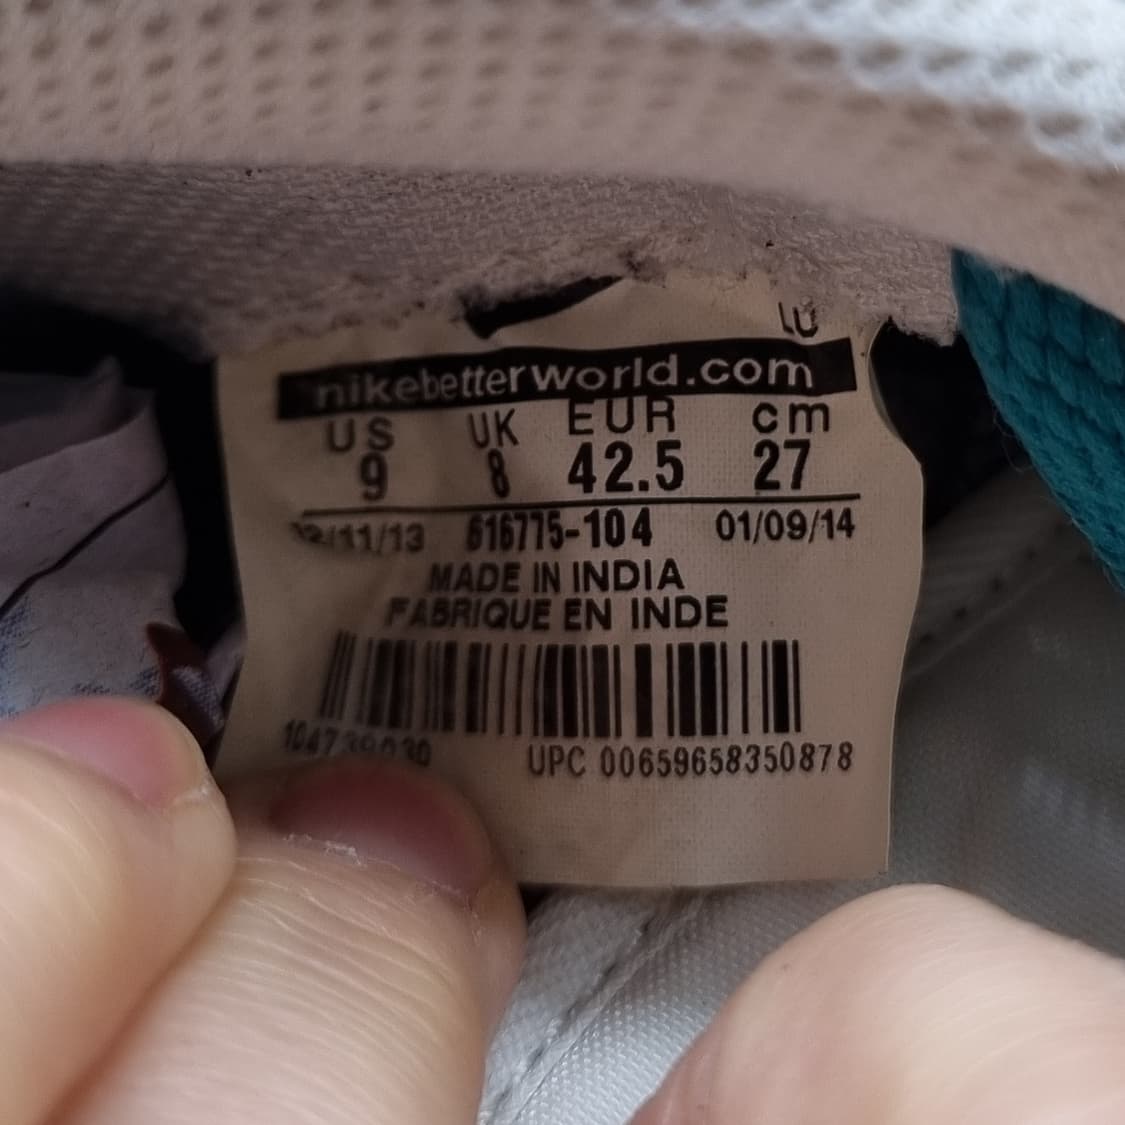 LU
nikebetterworld.com
US UK EUR cm
9 8 42.5 27
616775-104 01/09/14
MADE IN INDIA
FABRIQUE EN INDE
UPC 00659658350878